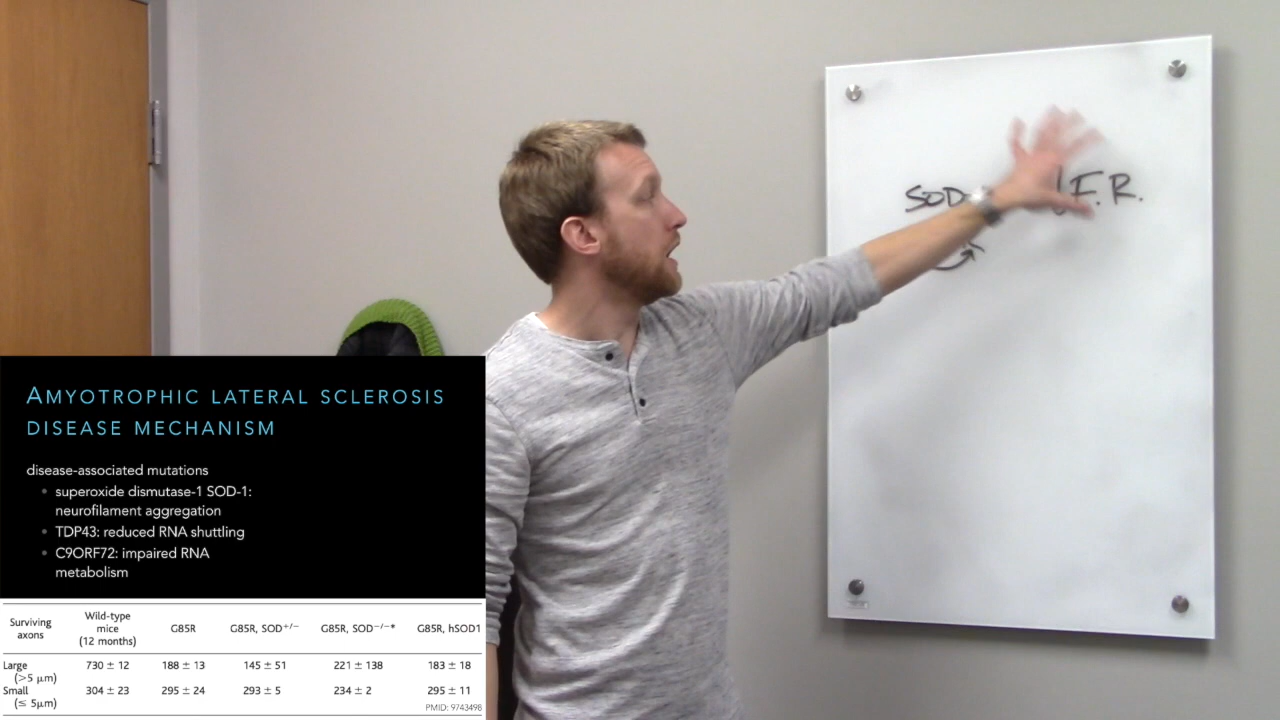 SOD
F.R.
AMYOTROPHIC LATERAL SCLEROSIS
DISEASE MECHANISM
disease-associated mutations
• superoxide dismutase-1 SOD-1:
neurofilament aggregation
• TDP43: reduced RNA shuttling
• C9ORF72: impaired RNA
metabolism
Surviving axons Wild-type mice (12 months) G85R G85R, SOD+/− G85R, SOD−/−* G85R, hSOD1
Large (>5 μm) 730 ± 12 188 ± 13 145 ± 51 221 ± 138 183 ± 18
Small (≤ 5μm) 304 ± 23 295 ± 24 293 ± 5 234 ± 2 295 ± 11
PMID: 9743498